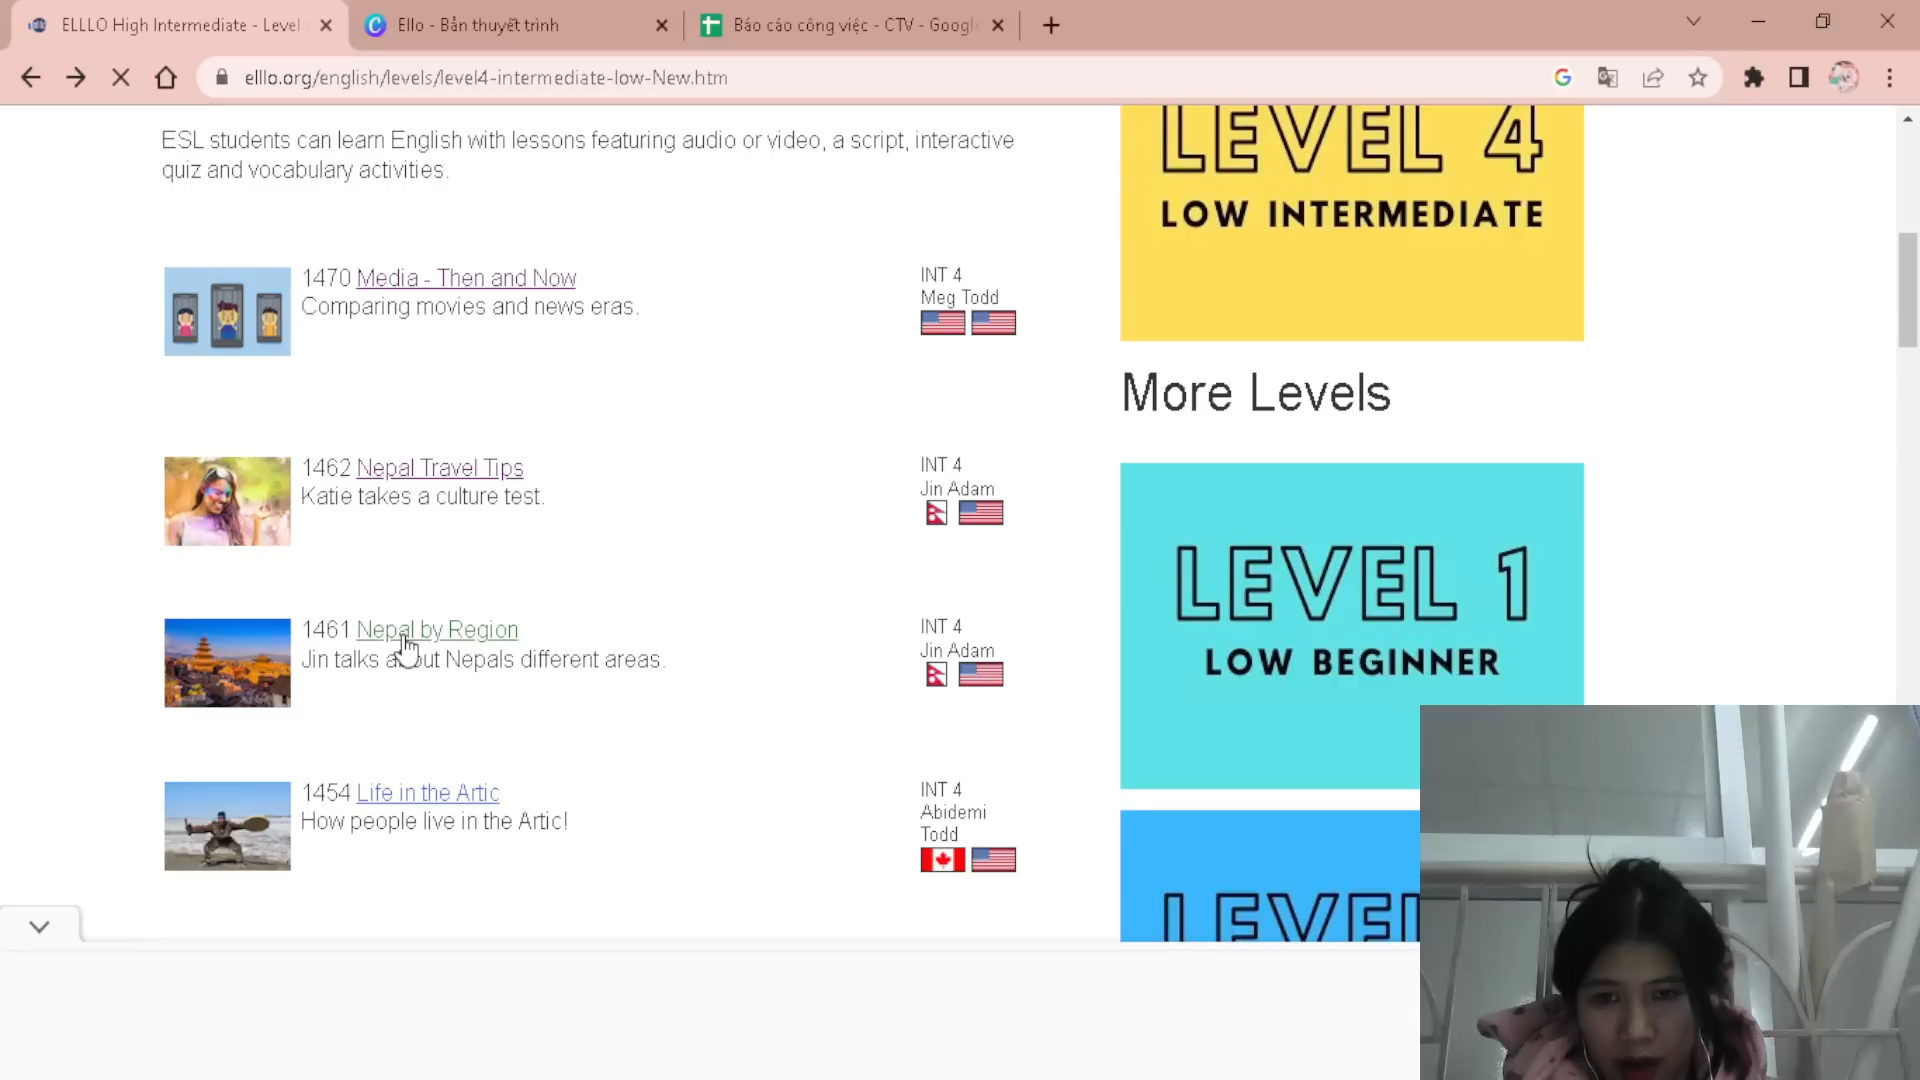 ELLLO High Intermediate - Level
Ello - Bản thuyết trình
Báo cáo công việc - CTV - Googl
elllo.org/english/levels/level4-intermediate-low-New.htm
ESL students can learn English with lessons featuring audio or video, a script, interactive
quiz and vocabulary activities.
1470 Media - Then and Now
Comparing movies and news eras.
INT 4
Meg Todd
1462 Nepal Travel Tips
Katie takes a culture test.
INT 4
Jin Adam
1461 Nepal by Region
Jin talks about Nepals different areas.
INT 4
Jin Adam
1454 Life in the Artic
How people live in the Artic!
INT 4
Abidemi
Todd
LEVEL 4
LOW INTERMEDIATE
More Levels
LEVEL 1
LOW BEGINNER
LEVEL